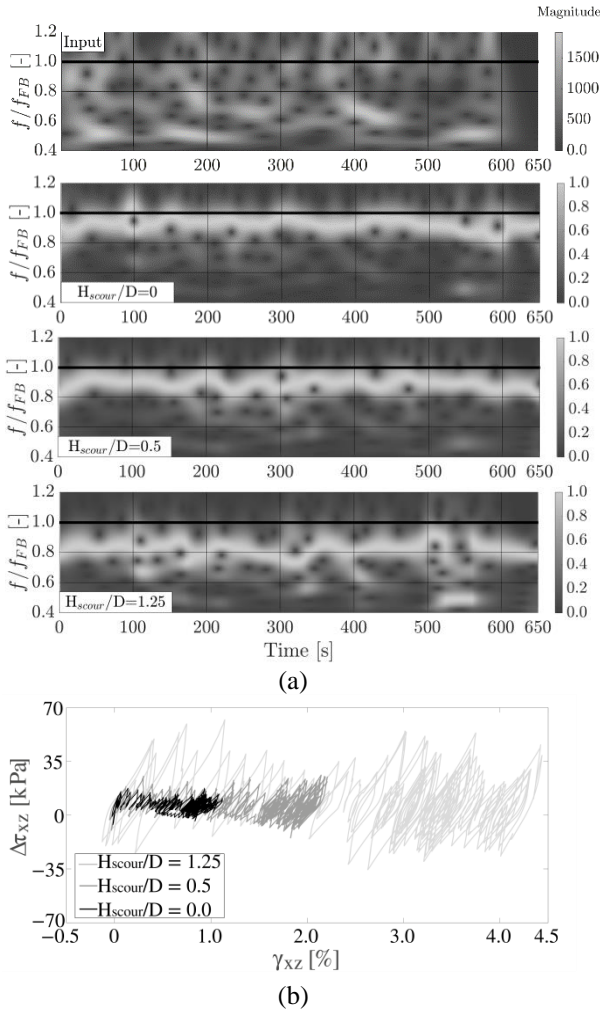 Magnitude
1.2
Input
1.0
0.8
0.6
0.4
f/f_FB [-]
100 200 300 400 500 600 650
1500
1000
500
0.0
1.2
1.0
0.8
0.6
0.4
f/f_FB [-]
H_scour/D=0
0 100 200 300 400 500 600 650
1.0
0.8
0.6
0.4
0.2
0.0
1.2
1.0
0.8
0.6
0.4
f/f_FB [-]
H_scour/D=0.5
0 100 200 300 400 500 600 650
1.0
0.8
0.6
0.4
0.2
0.0
1.2
1.0
0.8
0.6
0.4
f/f_FB [-]
H_scour/D=1.25
0 100 200 300 400 500 600 650
1.0
0.8
0.6
0.4
0.2
0.0
Time [s]
(a)
70
35
0
−35
−70
Δτxz [kPa]
Hscour/D = 1.25
Hscour/D = 0.5
Hscour/D = 0.0
−0.5 0 1.0 2.0 3.0 4.0 4.5
γxz [%]
(b)